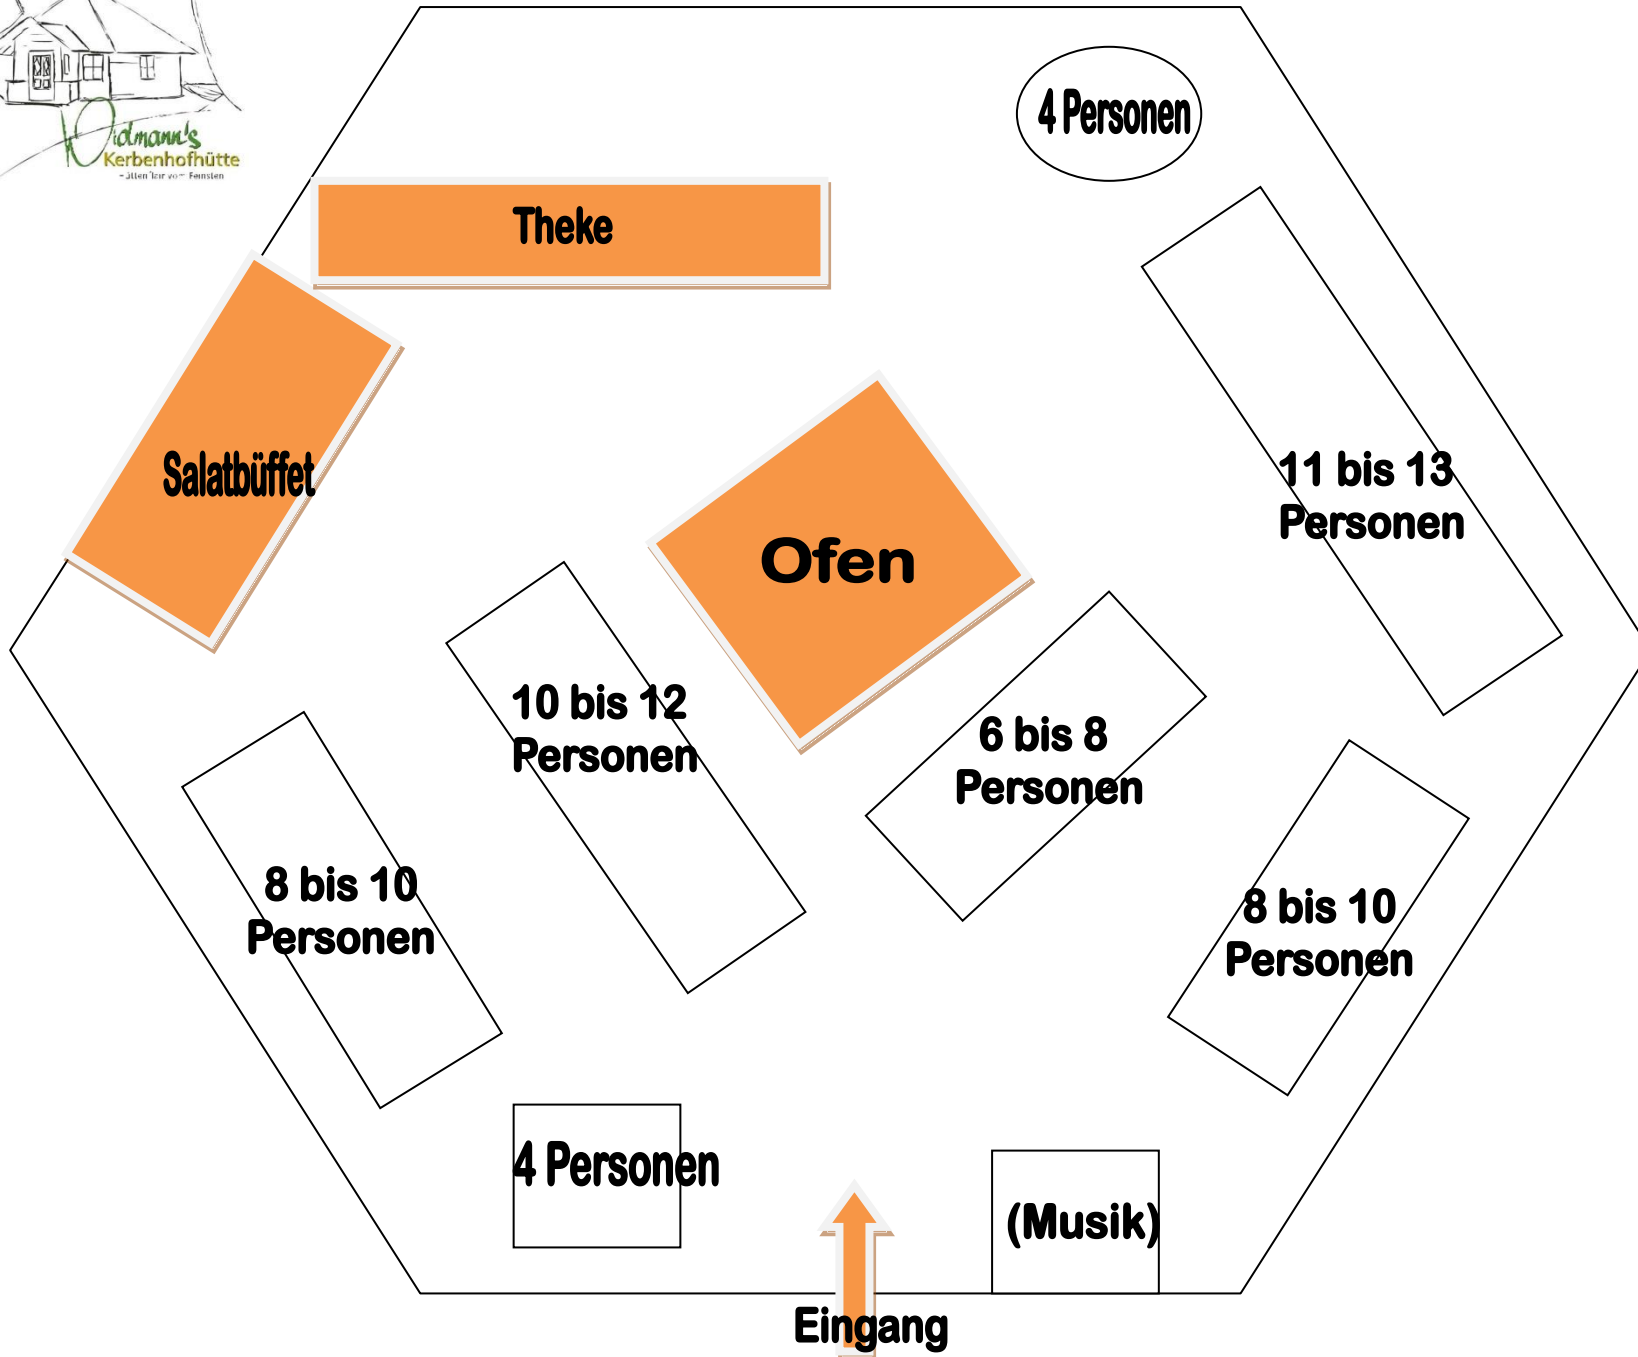 Widmann's
Kerbenhofhütte
4 Personen
Theke
Salatbüffet
11 bis 13
Personen
Ofen
10 bis 12
Personen
6 bis 8
Personen
8 bis 10
Personen
8 bis 10
Personen
4 Personen
(Musik)
Eingang